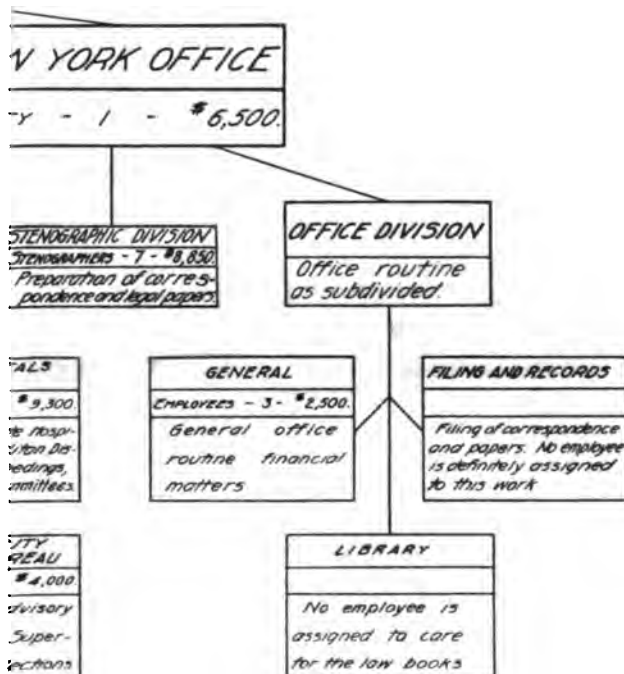 YORK OFFICE
- 1 - $6,500.
STENOGRAPHIC DIVISION
STENOGRAPHERS - 7 - $8,850.
Preparation of corres-
pondence and legal papers.
OFFICE DIVISION
Office routine
as subdivided.
$9,300.
GENERAL
EMPLOYEES - 3 - $2,500.
General office
routine financial
matters
FILING AND RECORDS
Filing of correspondence
and papers. No employee
is definitely assigned
to this work
$4,000.
Super-
LIBRARY
No employee is
assigned to care
for the law books